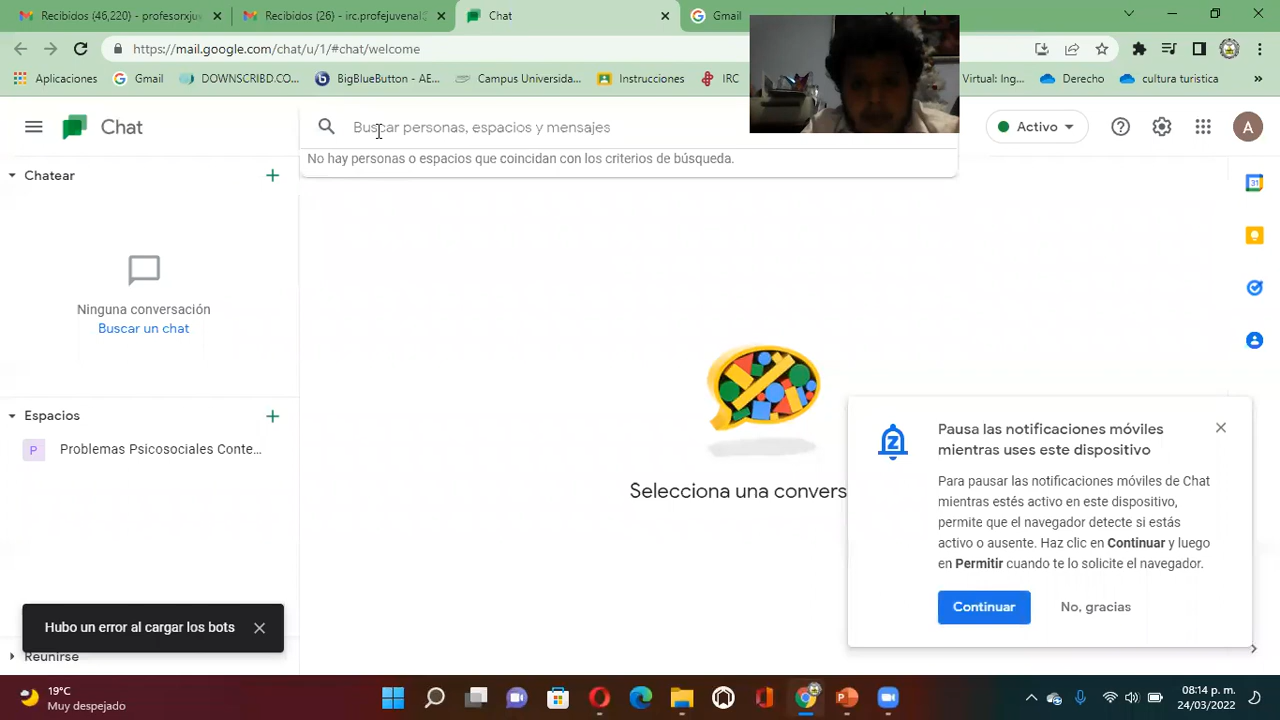 Recibidos (46,220) - profesorxjus
Recibidos (26) - irc.profejuvenal
Chat
Gmail
https://mail.google.com/chat/u/1/#chat/welcome
Aplicaciones
Gmail
DOWNSCRIBD.CO...
BigBlueButton - AE...
Campus Universida...
Instrucciones
IRC
Virtual: Ing...
Derecho
cultura turistica
Chat
Buscar personas, espacios y mensajes
Activo
A
No hay personas o espacios que coincidan con los criterios de búsqueda.
Chatear
31
Ninguna conversación
Buscar un chat
Espacios
P
Problemas Psicosociales Conte...
Selecciona una convers
Pausa las notificaciones móviles
mientras uses este dispositivo
Para pausar las notificaciones móviles de Chat
mientras estés activo en este dispositivo,
permite que el navegador detecte si estás
activo o ausente. Haz clic en Continuar y luego
en Permitir cuando te lo solicite el navegador.
Continuar
No, gracias
Hubo un error al cargar los bots
Reunirse
19°C
Muy despejado
08:14 p. m.
24/03/2022